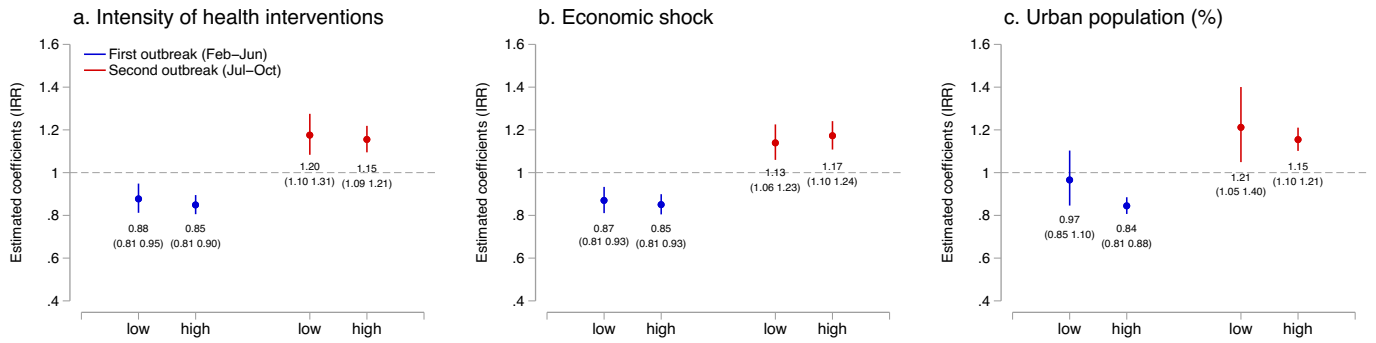 a. Intensity of health interventions
Estimated coefficients (IRR)
1.6
1.4
1.2
1
.8
.6
.4
First outbreak (Feb–Jun)
Second outbreak (Jul–Oct)
1.20
(1.10 1.31)
1.15
(1.09 1.21)
0.88
(0.81 0.95)
0.85
(0.81 0.90)
low
high
low
high
b. Economic shock
Estimated coefficients (IRR)
1.6
1.4
1.2
1
.8
.6
.4
1.13
(1.06 1.23)
1.17
(1.10 1.24)
0.87
(0.81 0.93)
0.85
(0.81 0.93)
low
high
low
high
c. Urban population (%)
Estimated coefficients (IRR)
1.6
1.4
1.2
1
.8
.6
.4
1.21
(1.05 1.40)
1.15
(1.10 1.21)
0.97
(0.85 1.10)
0.84
(0.81 0.88)
low
high
low
high